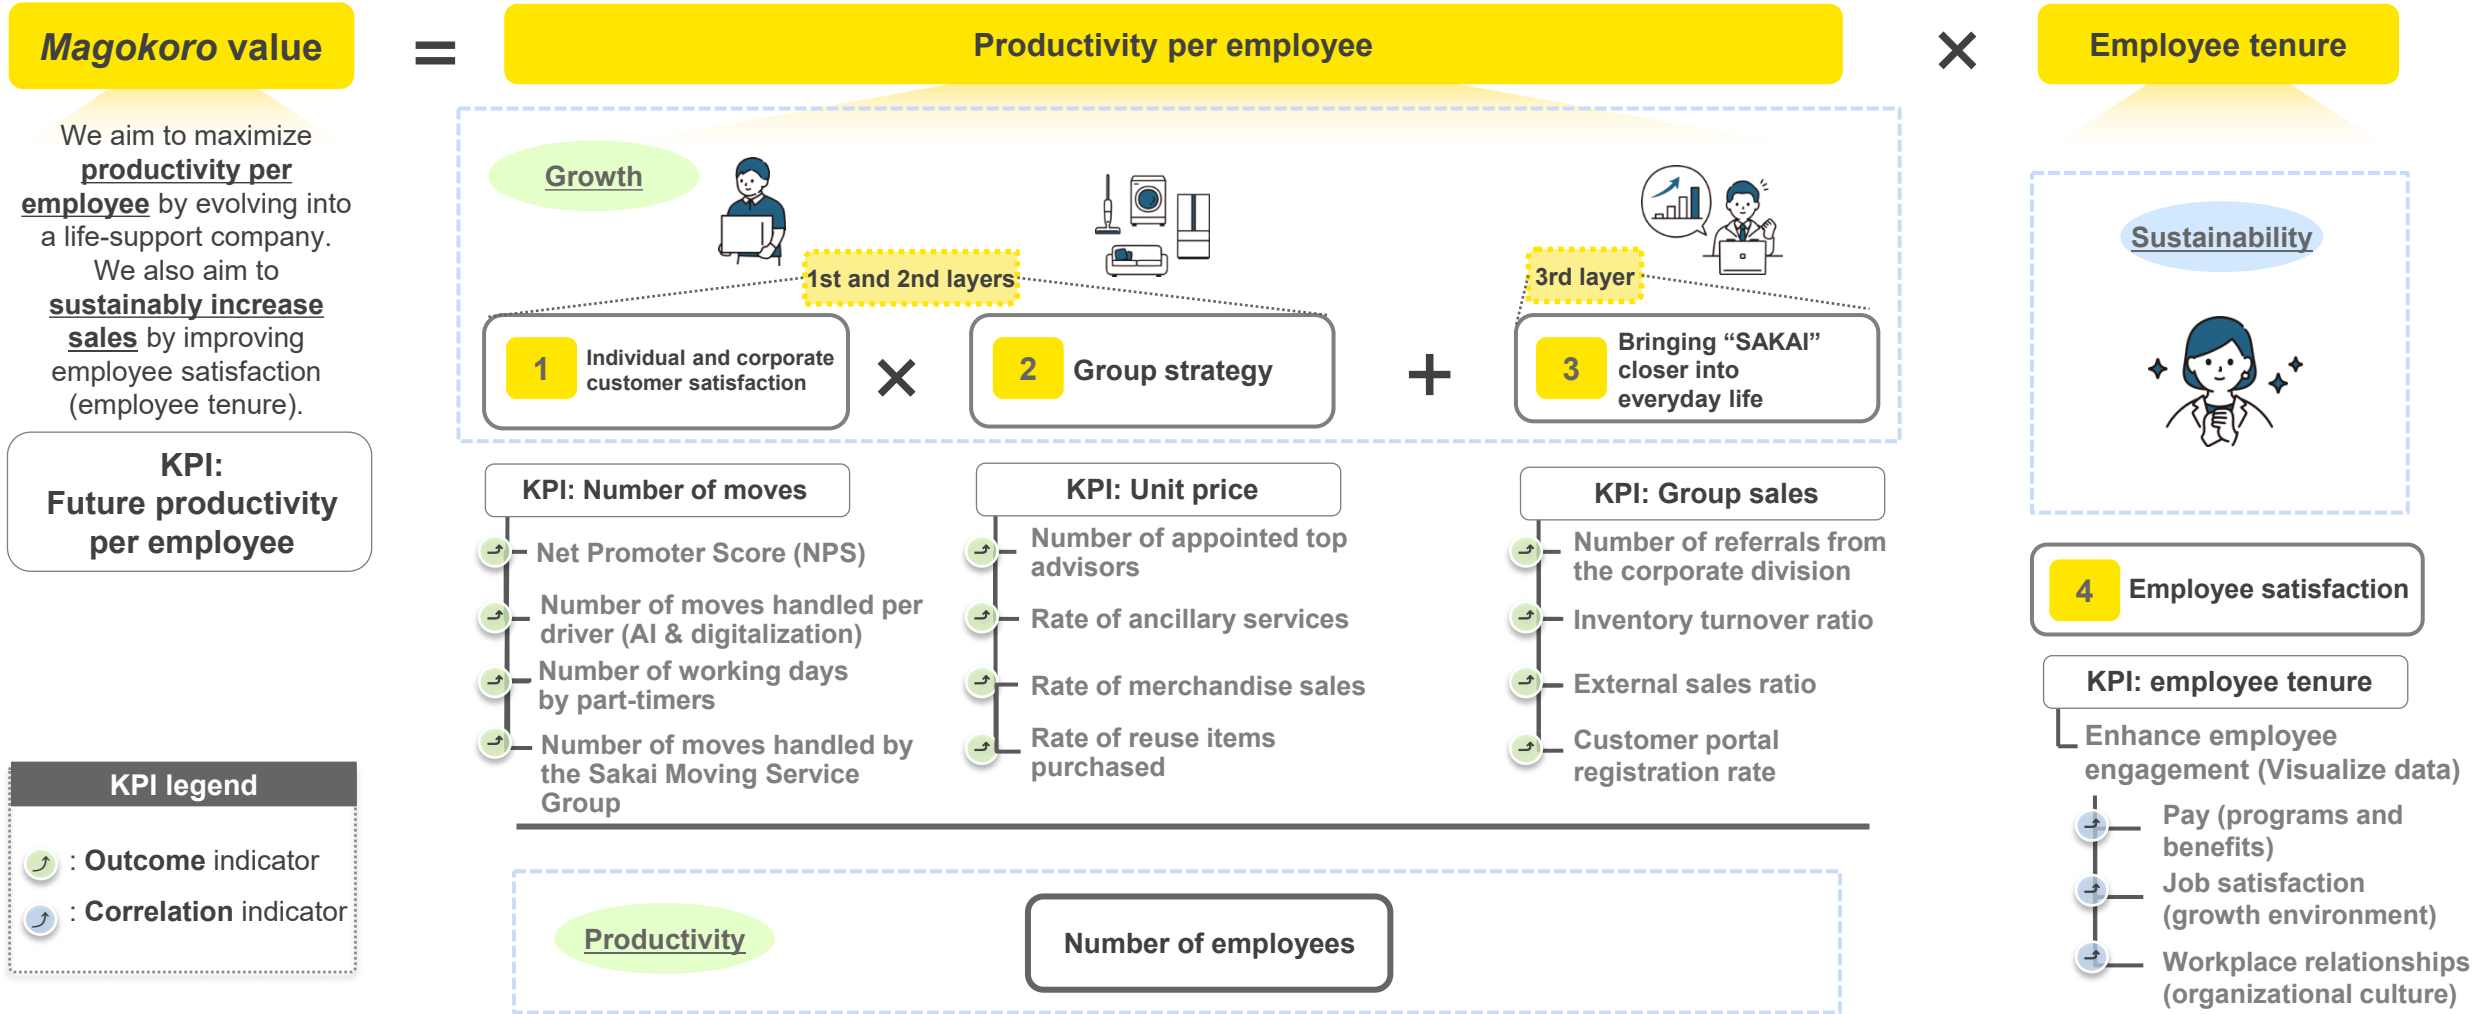 Magokoro value
=
Productivity per employee
×
Employee tenure
We aim to maximize
productivity per
employee by evolving into
a life-support company.
We also aim to
sustainably increase
sales by improving
employee satisfaction
(employee tenure).
KPI:
Future productivity
per employee
Growth
1st and 2nd layers
3rd layer
1
Individual and corporate
customer satisfaction
×
2
Group strategy
+
3
Bringing “SAKAI”
closer into
everyday life
KPI: Number of moves
Net Promoter Score (NPS)
Number of moves handled per
driver (AI & digitalization)
Number of working days
by part-timers
Number of moves handled by
the Sakai Moving Service
Group
KPI: Unit price
Number of appointed top
advisors
Rate of ancillary services
Rate of merchandise sales
Rate of reuse items
purchased
KPI: Group sales
Number of referrals from
the corporate division
Inventory turnover ratio
External sales ratio
Customer portal
registration rate
Productivity
Number of employees
Sustainability
4
Employee satisfaction
KPI: employee tenure
Enhance employee
engagement (Visualize data)
Pay (programs and
benefits)
Job satisfaction
(growth environment)
Workplace relationships
(organizational culture)
KPI legend
: Outcome indicator
: Correlation indicator